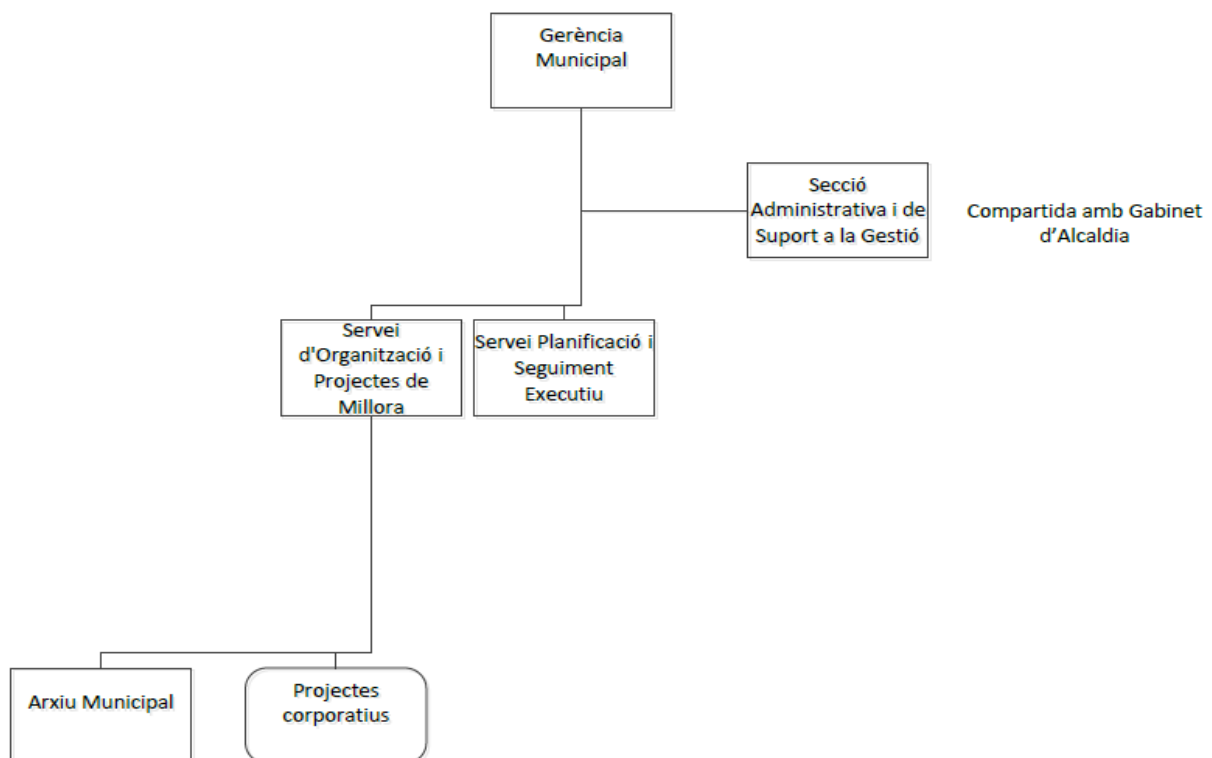 Gerència
Municipal
Secció
Administrativa i de
Suport a la Gestió
Compartida amb Gabinet
d'Alcaldia
Servei
d'Organització i
Projectes de
Millora
Servei Planificació i
Seguiment
Executiu
Arxiu Municipal
Projectes
corporatius